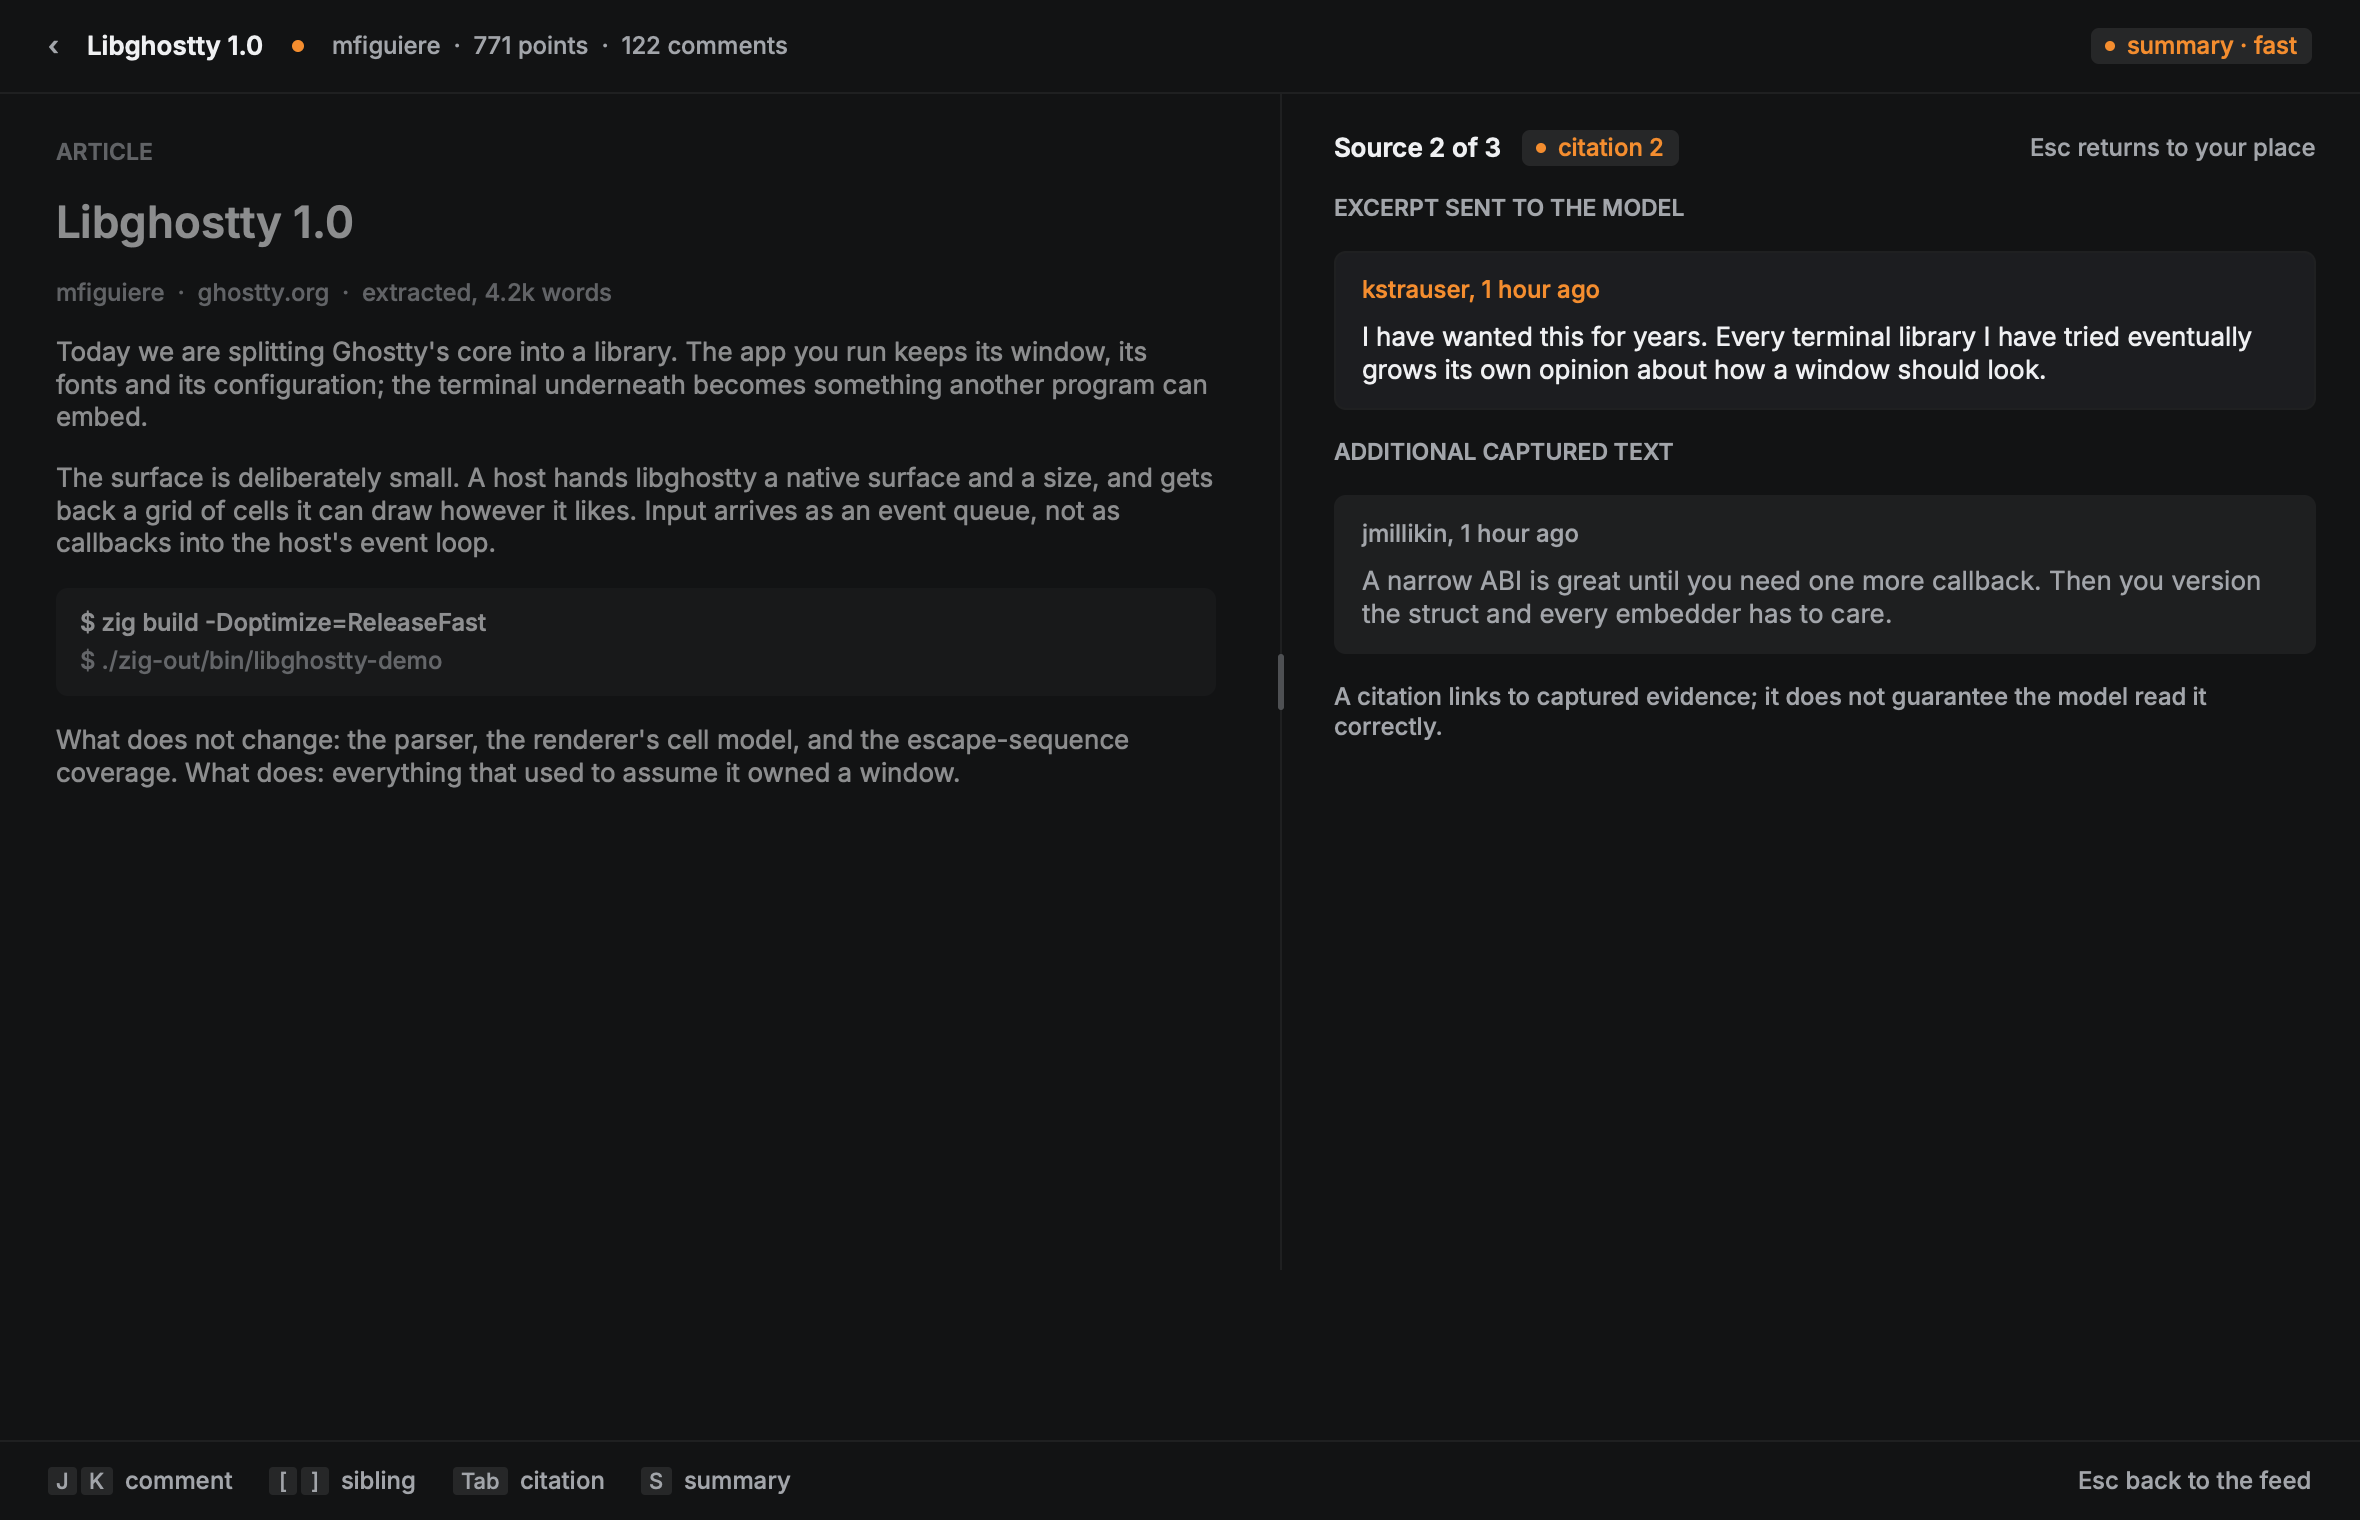 ‹ Libghostty 1.0 • mfiguiere · 771 points · 122 comments
• summary · fast
ARTICLE
Libghostty 1.0
mfiguiere · ghostty.org · extracted, 4.2k words
Today we are splitting Ghostty's core into a library. The app you run keeps its window, its
fonts and its configuration; the terminal underneath becomes something another program can
embed.
The surface is deliberately small. A host hands libghostty a native surface and a size, and gets
back a grid of cells it can draw however it likes. Input arrives as an event queue, not as
callbacks into the host's event loop.
$ zig build -Doptimize=ReleaseFast
$ ./zig-out/bin/libghostty-demo
What does not change: the parser, the renderer's cell model, and the escape-sequence
coverage. What does: everything that used to assume it owned a window.
Source 2 of 3 • citation 2
Esc returns to your place
EXCERPT SENT TO THE MODEL
kstrauser, 1 hour ago
I have wanted this for years. Every terminal library I have tried eventually
grows its own opinion about how a window should look.
ADDITIONAL CAPTURED TEXT
jmillikin, 1 hour ago
A narrow ABI is great until you need one more callback. Then you version
the struct and every embedder has to care.
A citation links to captured evidence; it does not guarantee the model read it
correctly.
J K comment [ ] sibling Tab citation S summary
Esc back to the feed